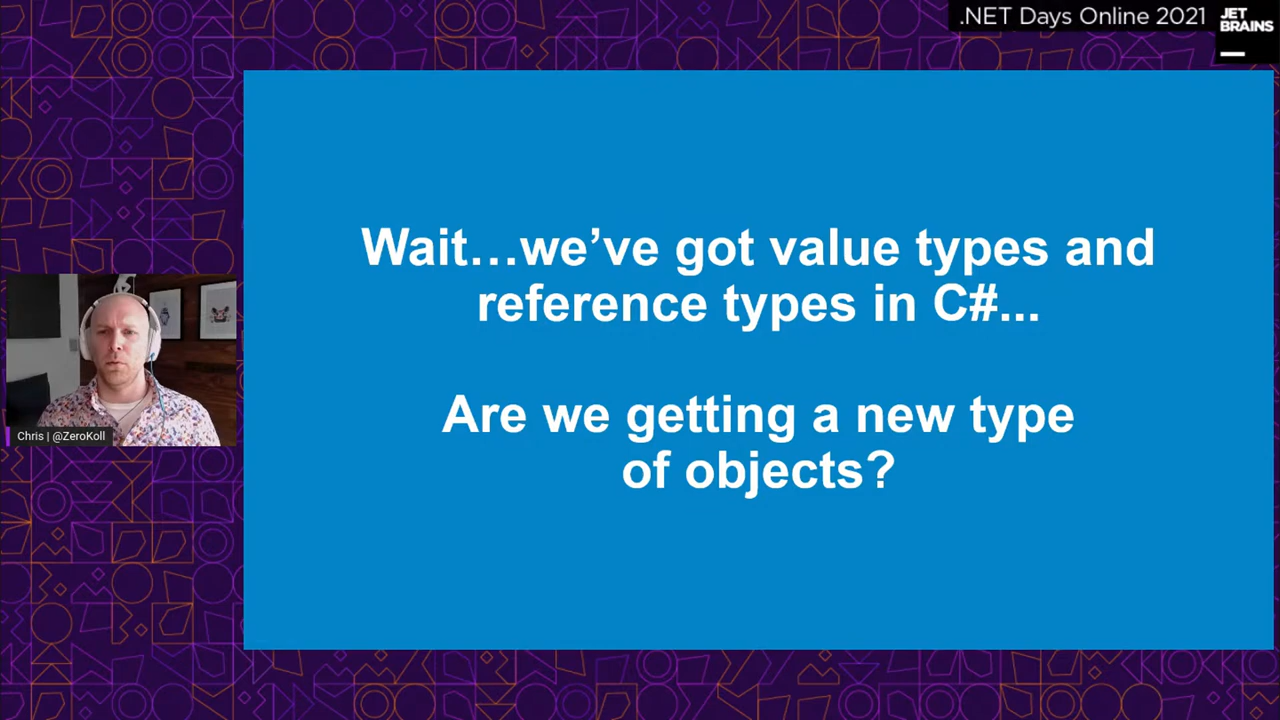 .NET Days Online 2021
JET
BRAINS
Wait...we’ve got value types and
reference types in C#...
Are we getting a new type
of objects?
Chris | @ZeroKoll